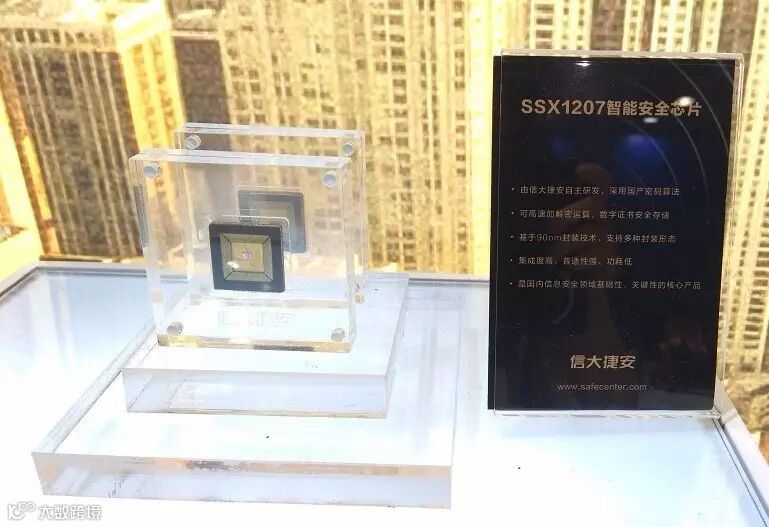 SSX1207智能安全芯片
• 由信大捷安自主研发，采用国产密码算法
• 可高速加解密运算、数字证书安全存储
• 基于90nm封装技术，支持多种封装形态
• 集成度高、普适性强、功耗低
• 是国内信息安全领域基础性、关键性的核心产品
信大捷安
www.safecenter.com
信大捷安
大数跨境